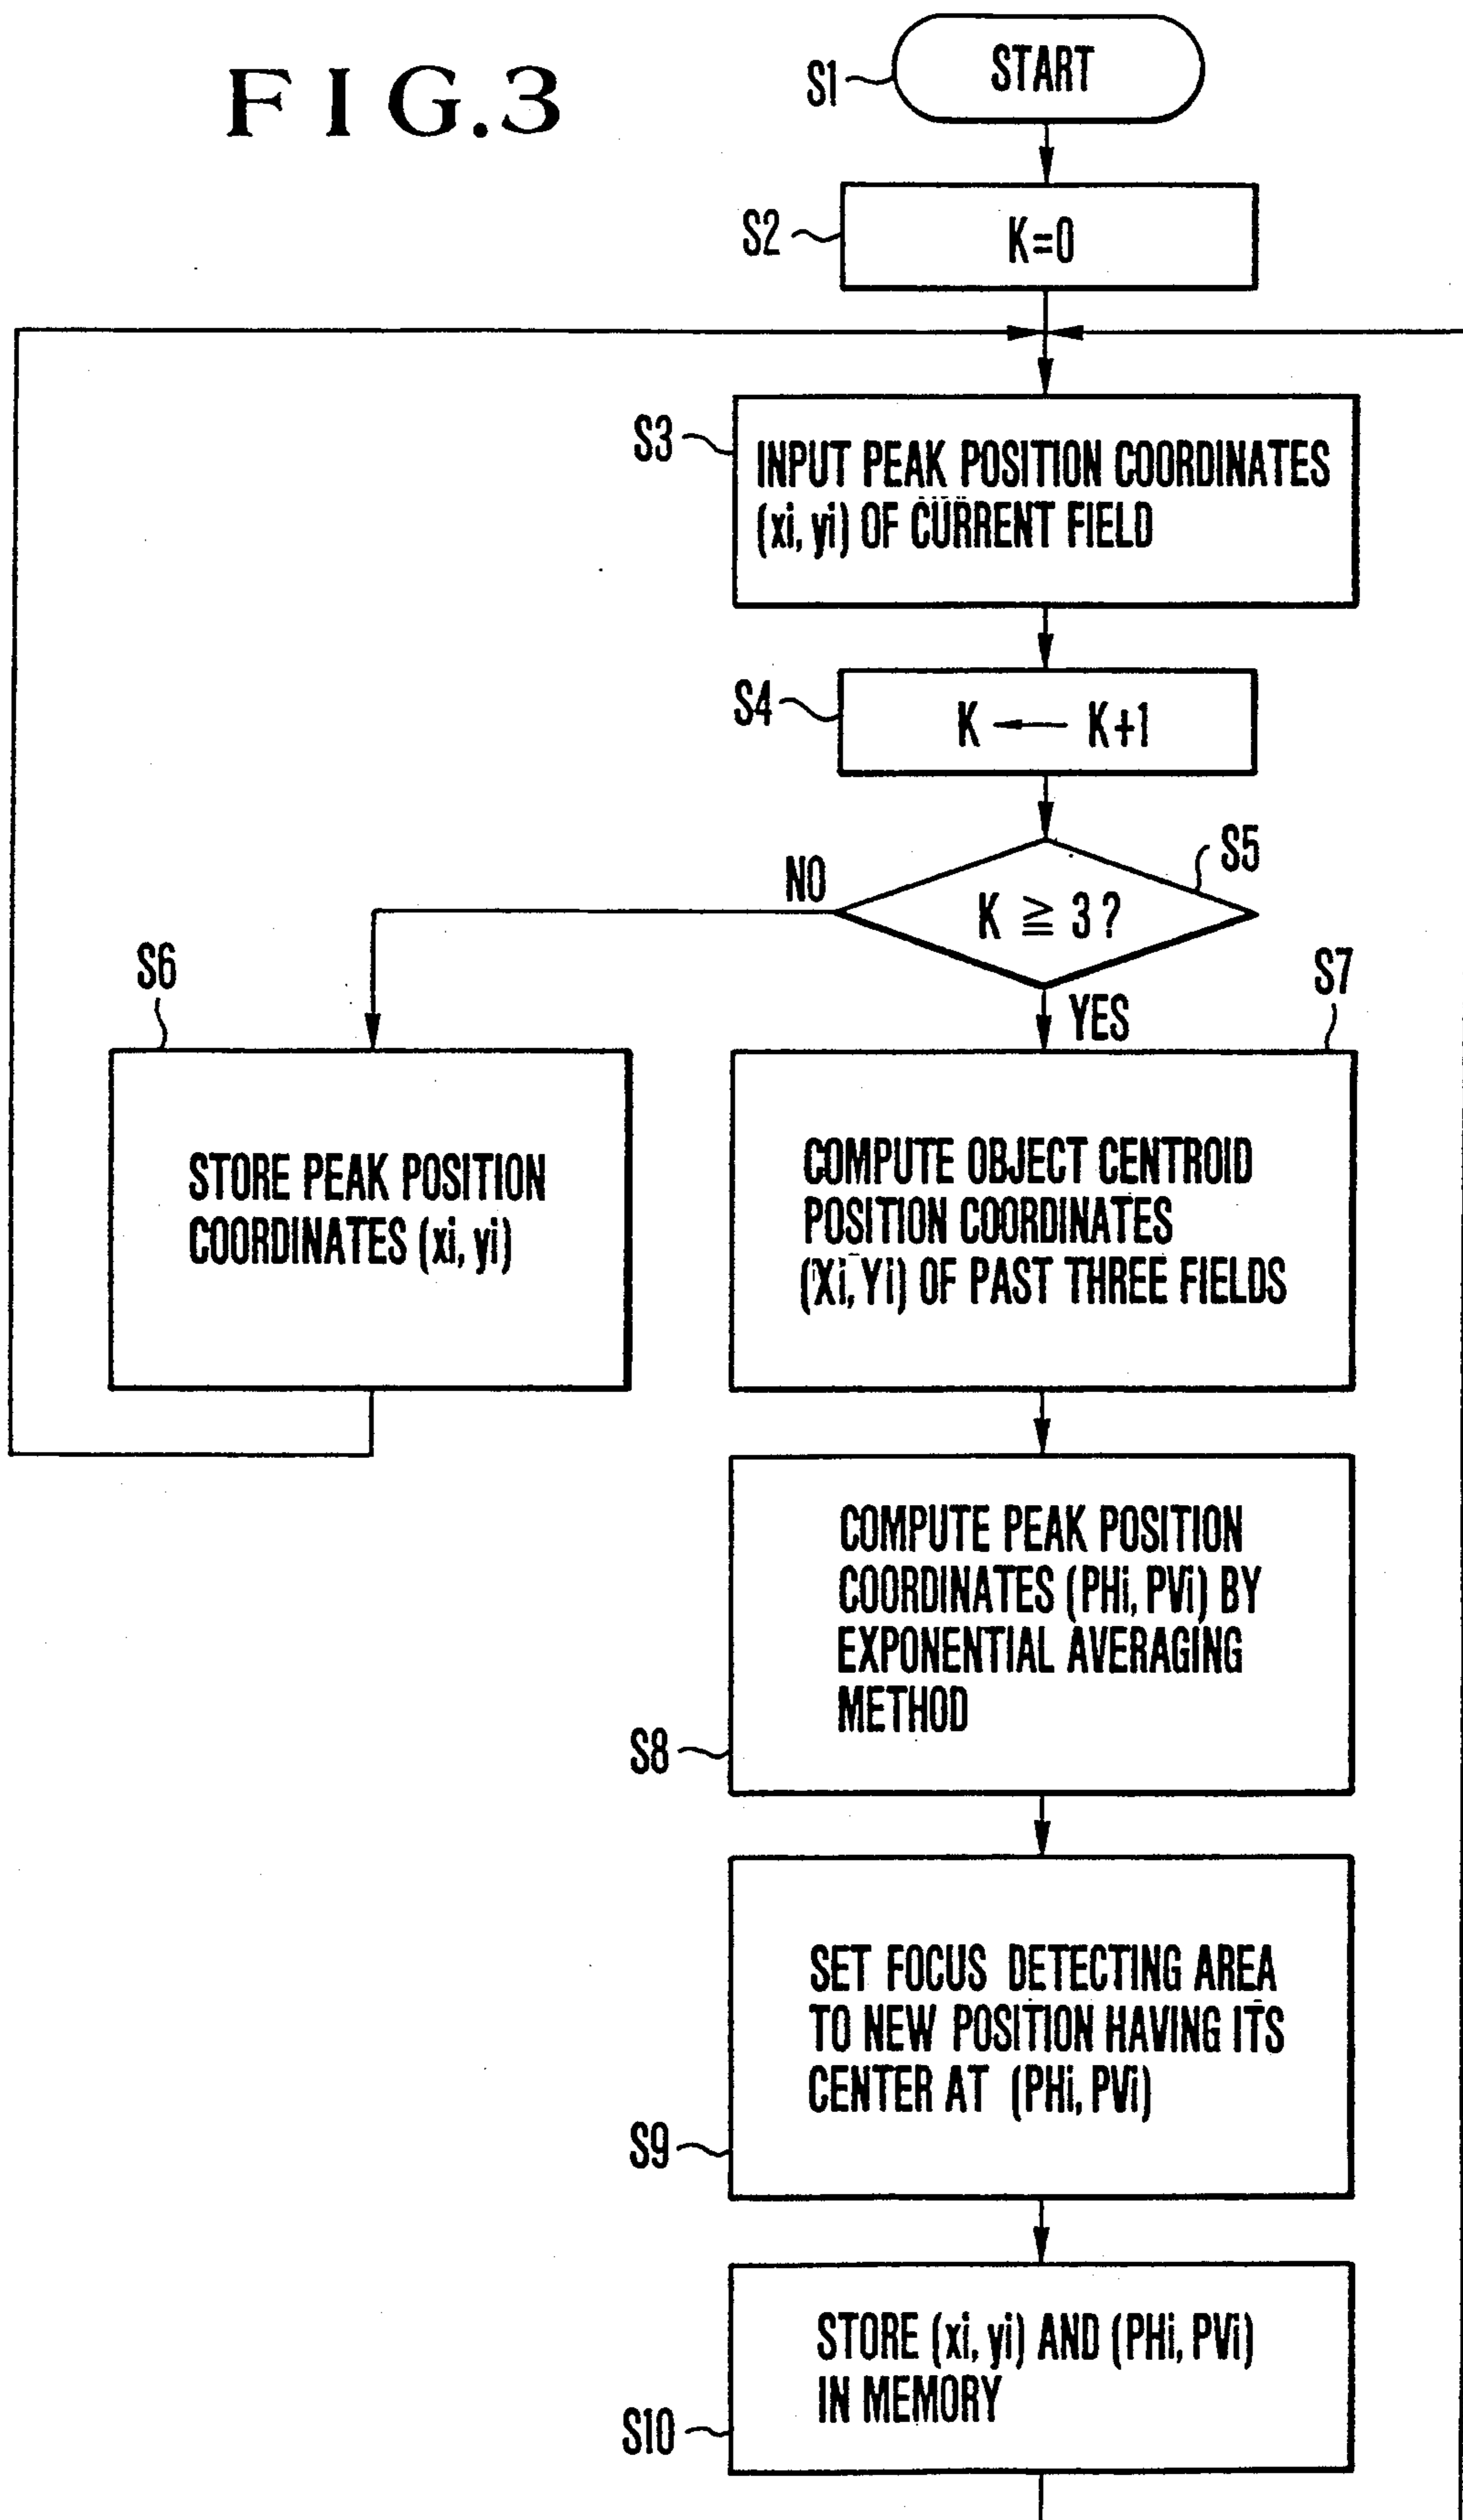 FIG.3
S1
START
S2
K=0
S3
INPUT PEAK POSITION COORDINATES
(xi, yi) OF CURRENT FIELD
S4
K ← K+1
S5
K ≧ 3?
NO
YES
S6
STORE PEAK POSITION
COORDINATES (xi, yi)
S7
COMPUTE OBJECT CENTROID
POSITION COORDINATES
(Xi, Yi) OF PAST THREE FIELDS
COMPUTE PEAK POSITION
COORDINATES (PHi, PVi) BY
EXPONENTIAL AVERAGING
METHOD
S8
SET FOCUS DETECTING AREA
TO NEW POSITION HAVING ITS
CENTER AT (PHi, PVi)
S9
STORE (xi, yi) AND (PHi, PVi)
IN MEMORY
S10